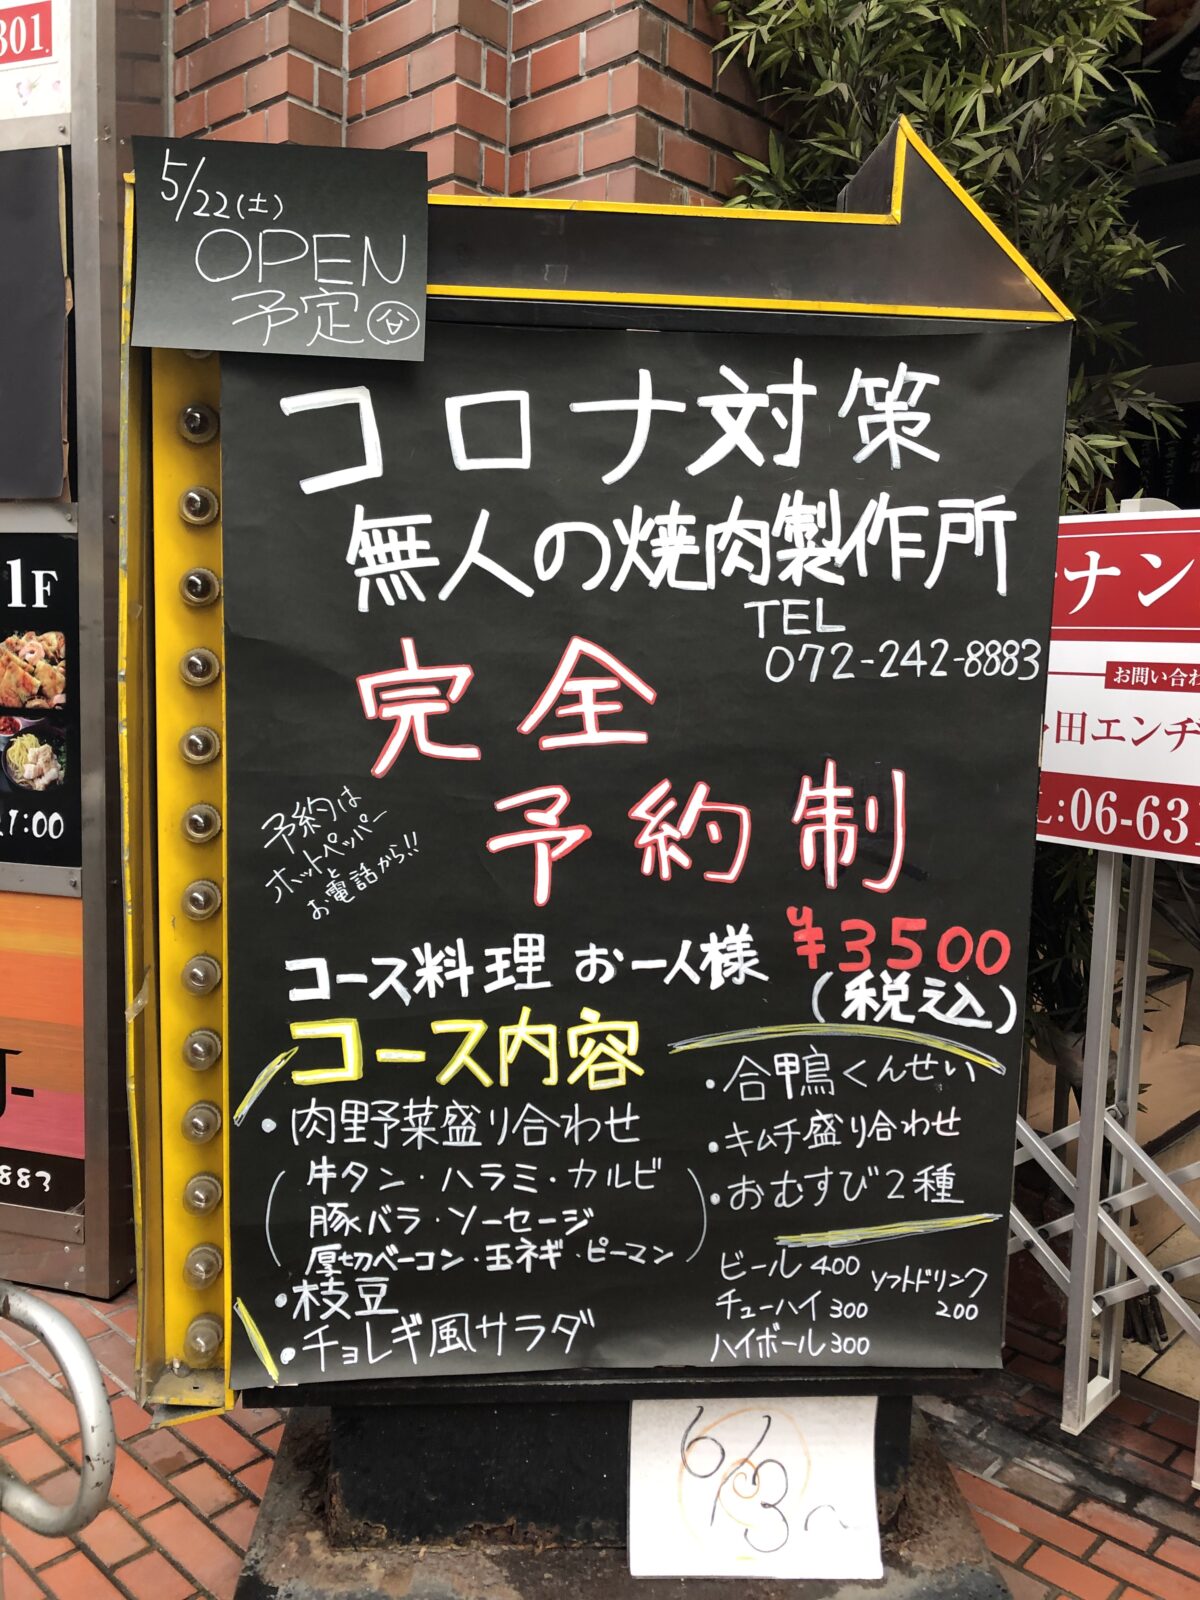 301
5/22(土)
OPEN
予定
コロナ対策
無人の焼肉製作所
TEL
072-242-8883
完全
予約制
予約は
ホットペッパー
と
お電話から!!
コース料理 お一人様 ¥3500
(税込)
コース内容
・肉野菜盛り合わせ
(牛タン・ハラミ・カルビ
豚バラ・ソーセージ
厚切ベーコン・玉ネギ・ピーマン)
・枝豆
・チョレギ風サラダ
・合鴨くんせい
・キムチ盛り合わせ
・おむすび2種
ビール 400
チューハイ 300
ハイボール 300
ソフトドリンク
200
6/3~
1F
21:00
883
ナン
お問い合わ
田エンヂ
:06-63